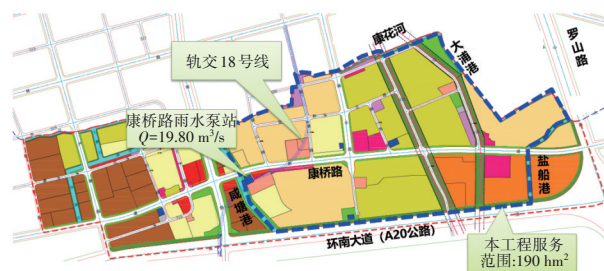 康花河
大浦港
罗山路
轨交18号线
康桥路雨水泵站
Q=19.80 m³/s
咸塘港
康桥路
盐船港
环南大道（A20公路）
本工程服务
范围:190 hm²